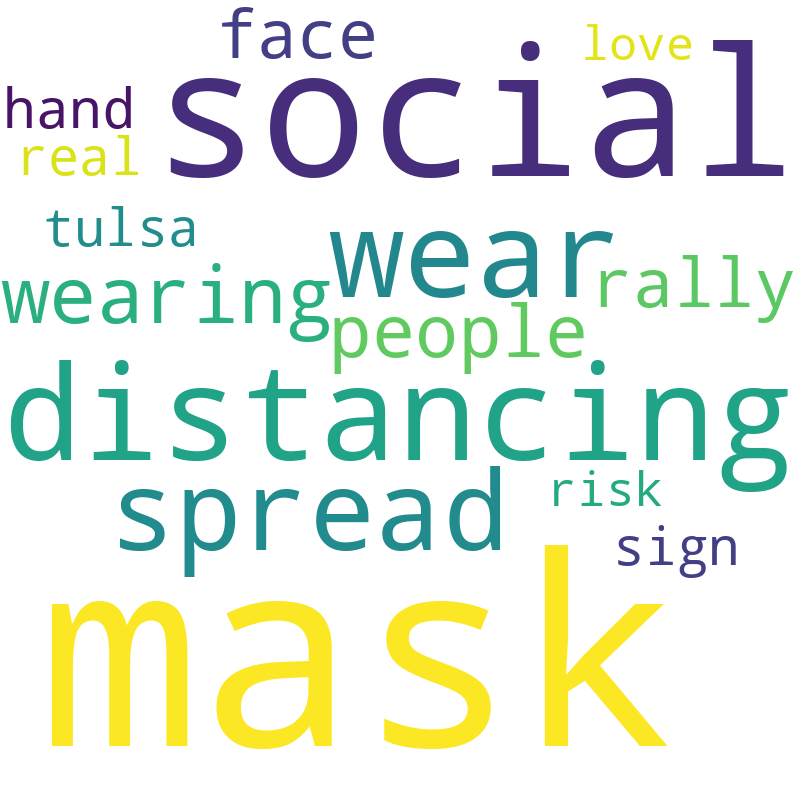 face love
social
hand
real
tulsa
wear
wearing rally
people
distancing
spread risk
sign
mask